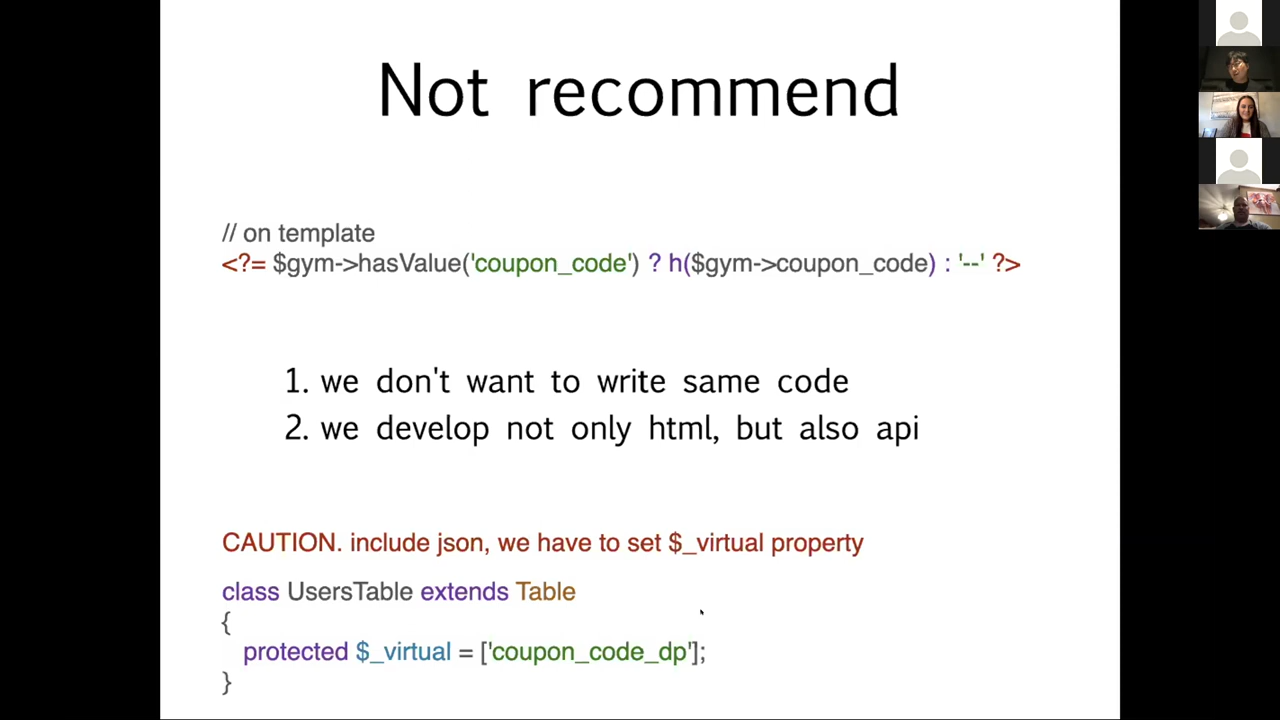 Not recommend
// on template
<?= $gym->hasValue('coupon_code') ? h($gym->coupon_code) : '--' ?>
1. we don't want to write same code
2. we develop not only html, but also api
CAUTION. include json, we have to set $_virtual property
class UsersTable extends Table
{
protected $_virtual = ['coupon_code_dp'];
}